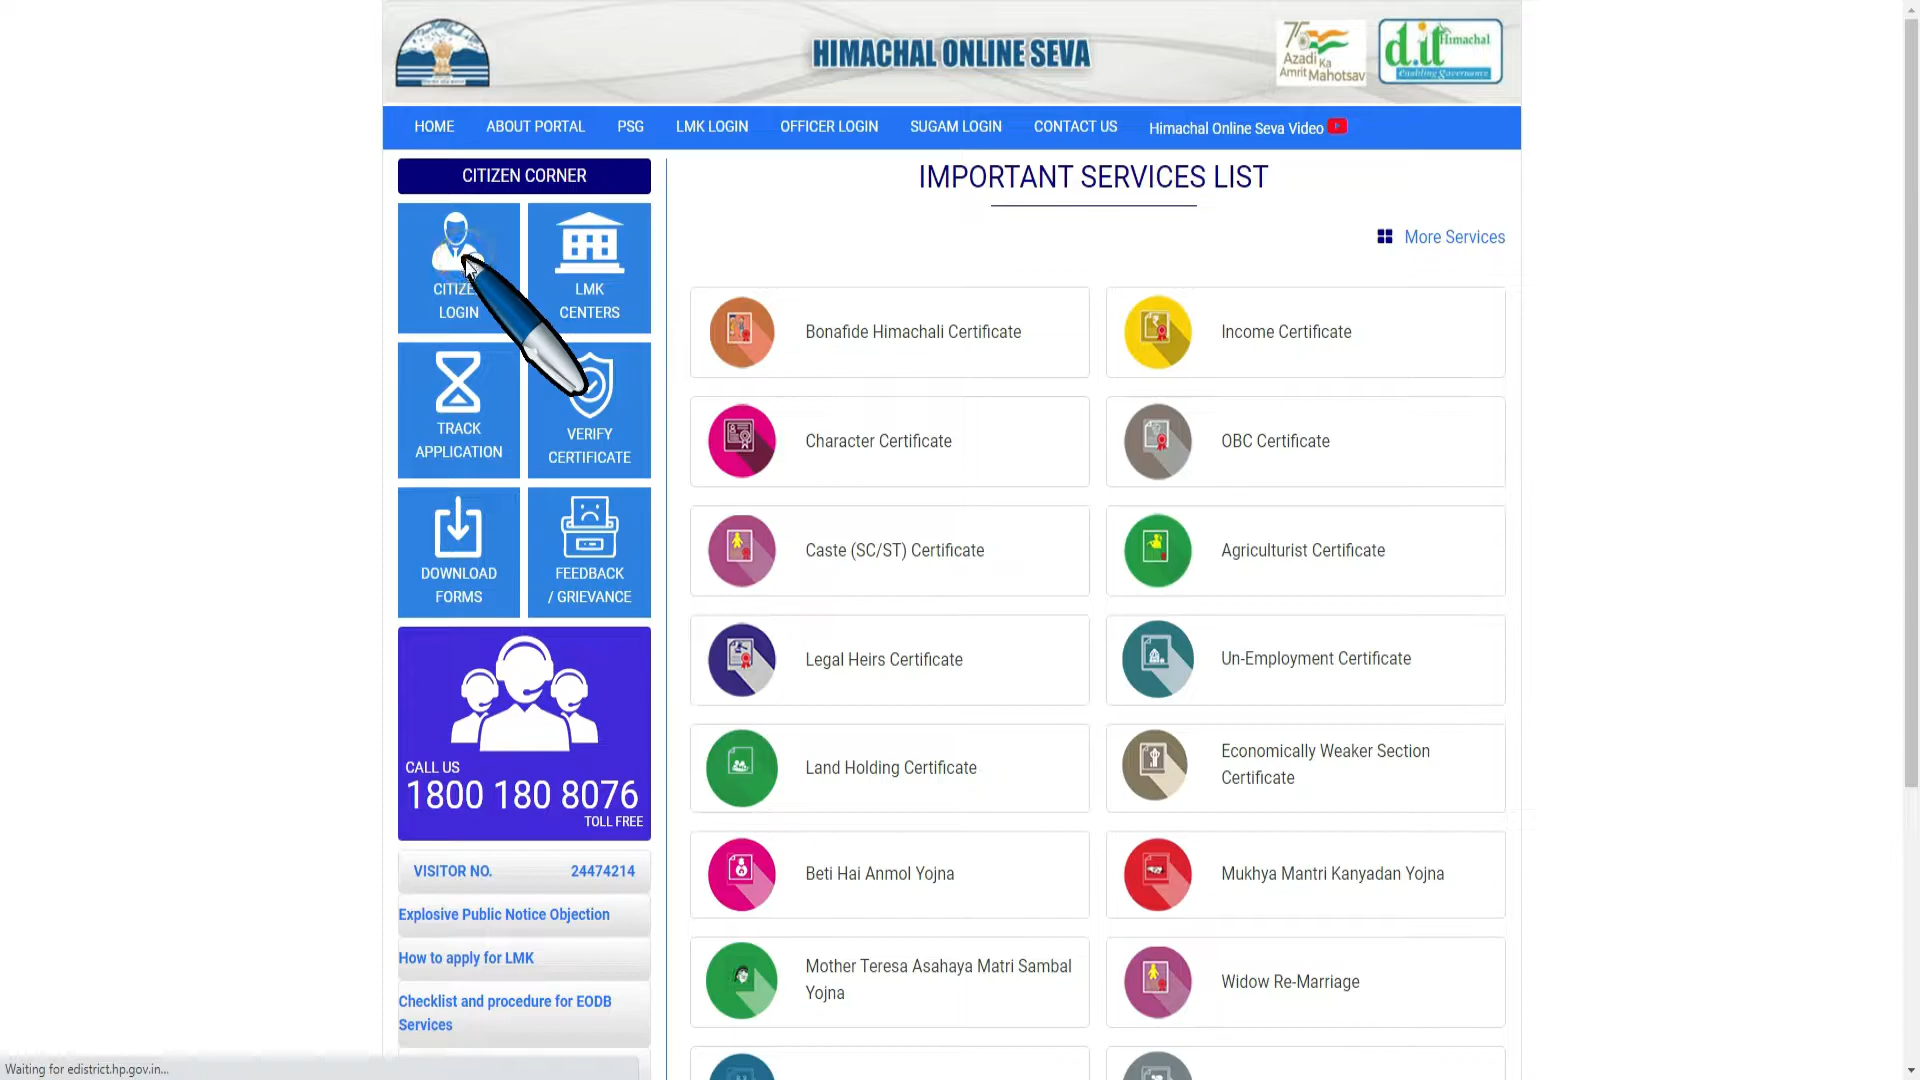 HIMACHAL ONLINE SEVA
75
Azadi Ka
Amrit Mahotsav
d.it Himachal
Enabling Governance
HOME ABOUT PORTAL PSG LMK LOGIN OFFICER LOGIN SUGAM LOGIN CONTACT US Himachal Online Seva Video
CITIZEN CORNER
CITIZE
LOGIN
LMK
CENTERS
TRACK
APPLICATION
VERIFY
CERTIFICATE
DOWNLOAD
FORMS
FEEDBACK
/ GRIEVANCE
CALL US
1800 180 8076
TOLL FREE
VISITOR NO. 24474214
Explosive Public Notice Objection
How to apply for LMK
Checklist and procedure for EODB
Services
IMPORTANT SERVICES LIST
More Services
Bonafide Himachali Certificate
Income Certificate
Character Certificate
OBC Certificate
Caste (SC/ST) Certificate
Agriculturist Certificate
Legal Heirs Certificate
Un-Employment Certificate
Land Holding Certificate
Economically Weaker Section
Certificate
Beti Hai Anmol Yojna
Mukhya Mantri Kanyadan Yojna
Mother Teresa Asahaya Matri Sambal
Yojna
Widow Re-Marriage
Waiting for edistrict.hp.gov.in...